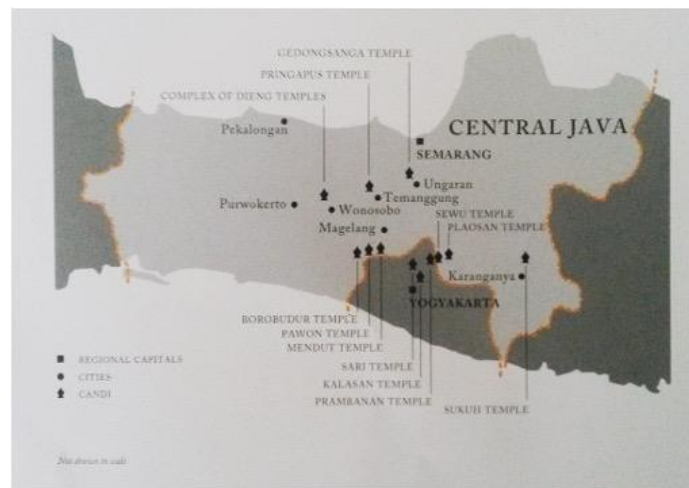 GEDONGSANGA TEMPLE
PRINGAPUS TEMPLE
COMPLEX OF DIENG TEMPLES
Pekalongan
CENTRAL JAVA
SEMARANG
Ungaran
Temanggung
Purwokerto
Wonosobo
SEWU TEMPLE
PLAOSAN TEMPLE
Magelang
Karanganya
YOGYAKARTA
BOROBUDUR TEMPLE
PAWON TEMPLE
MENDUT TEMPLE
SARI TEMPLE
KALASAN TEMPLE
PRAMBANAN TEMPLE
SUKUH TEMPLE
REGIONAL CAPITALS
CITIES
CANDI
Not drawn to scale